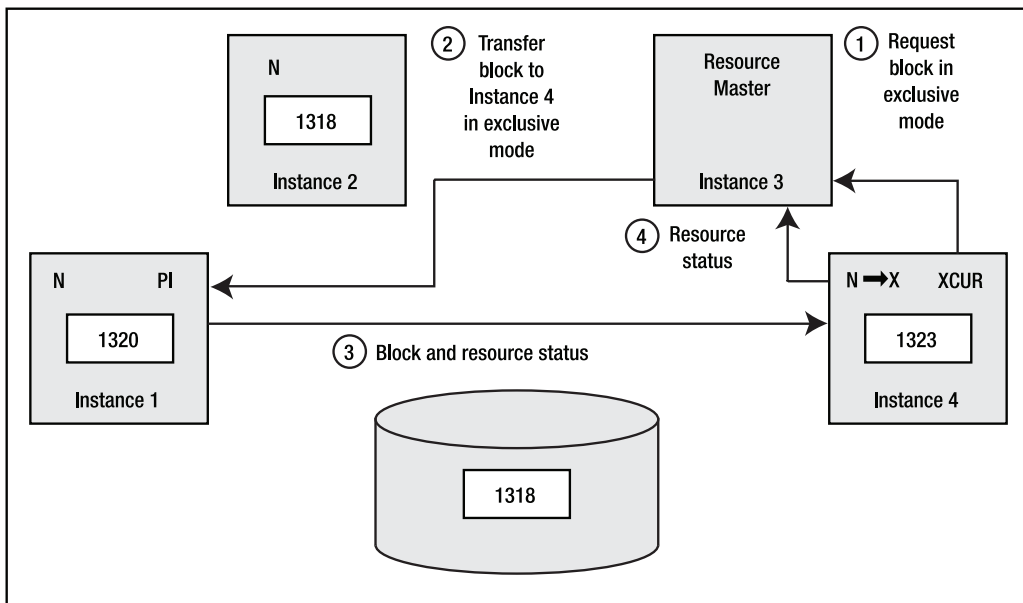 N
1318
Instance 2
2 Transfer
block to
Instance 4
in exclusive
mode
Resource
Master
Instance 3
1 Request
block in
exclusive
mode
4 Resource
status
N PI
1320
Instance 1
3 Block and resource status
N ➡X XCUR
1323
Instance 4
1318